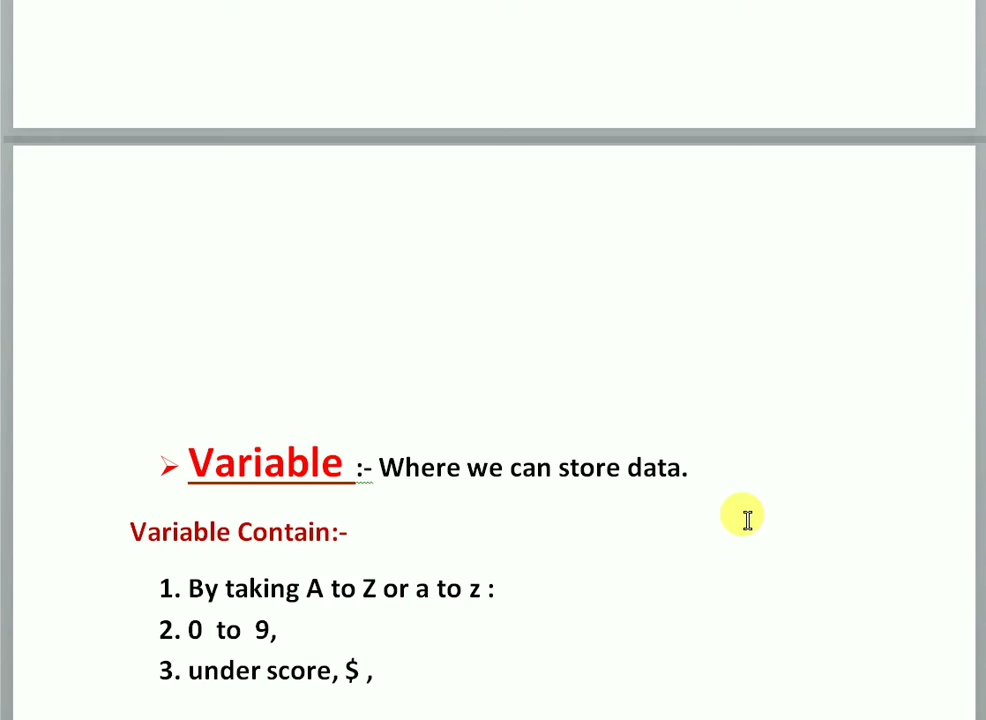 ➢ Variable :- Where we can store data.
Variable Contain:-
1. By taking A to Z or a to z :
2. 0 to 9,
3. under score, $ ,